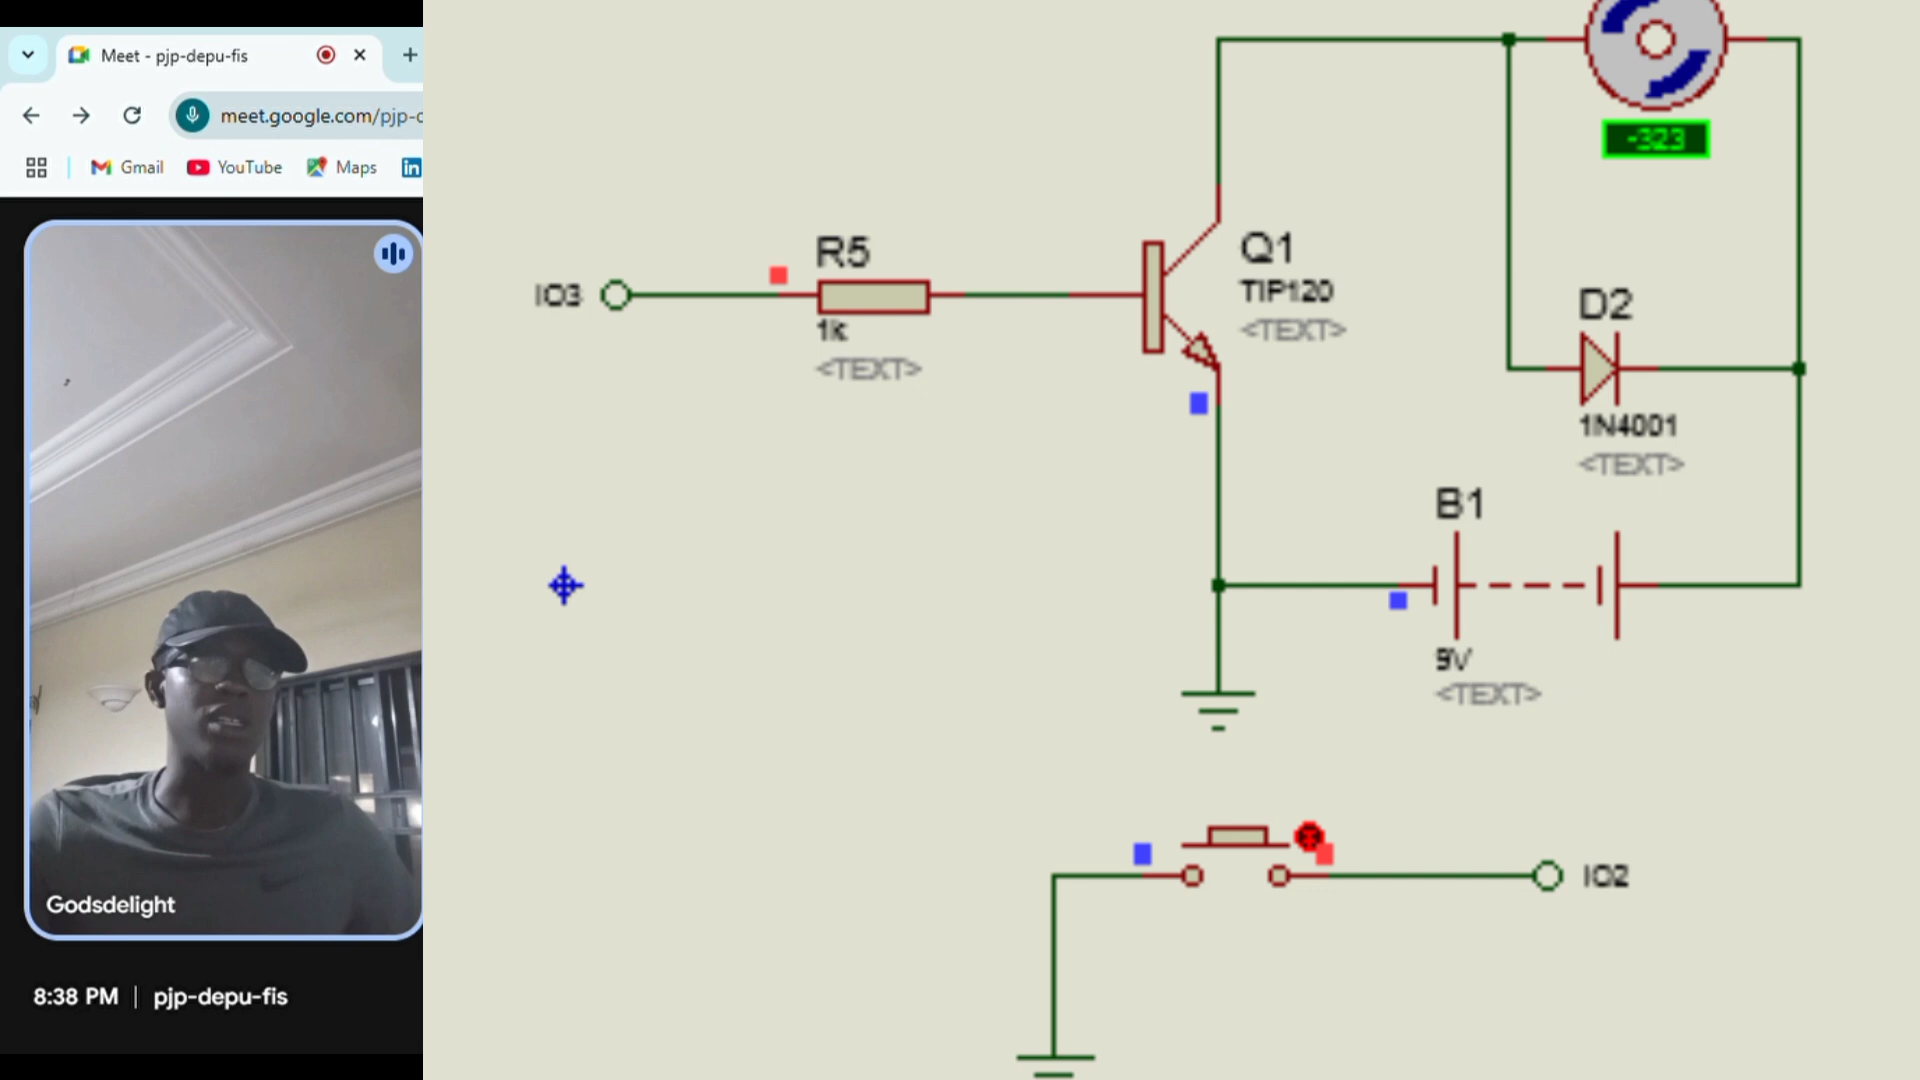 Meet - pjp-depu-fis
meet.google.com/pjp-c
Gmail
YouTube
Maps
in
Godsdelight
8:38 PM | pjp-depu-fis
-323
R5
IO3
1k
<TEXT>
Q1
TIP120
<TEXT>
D2
1N4001
<TEXT>
B1
9V
<TEXT>
IO2